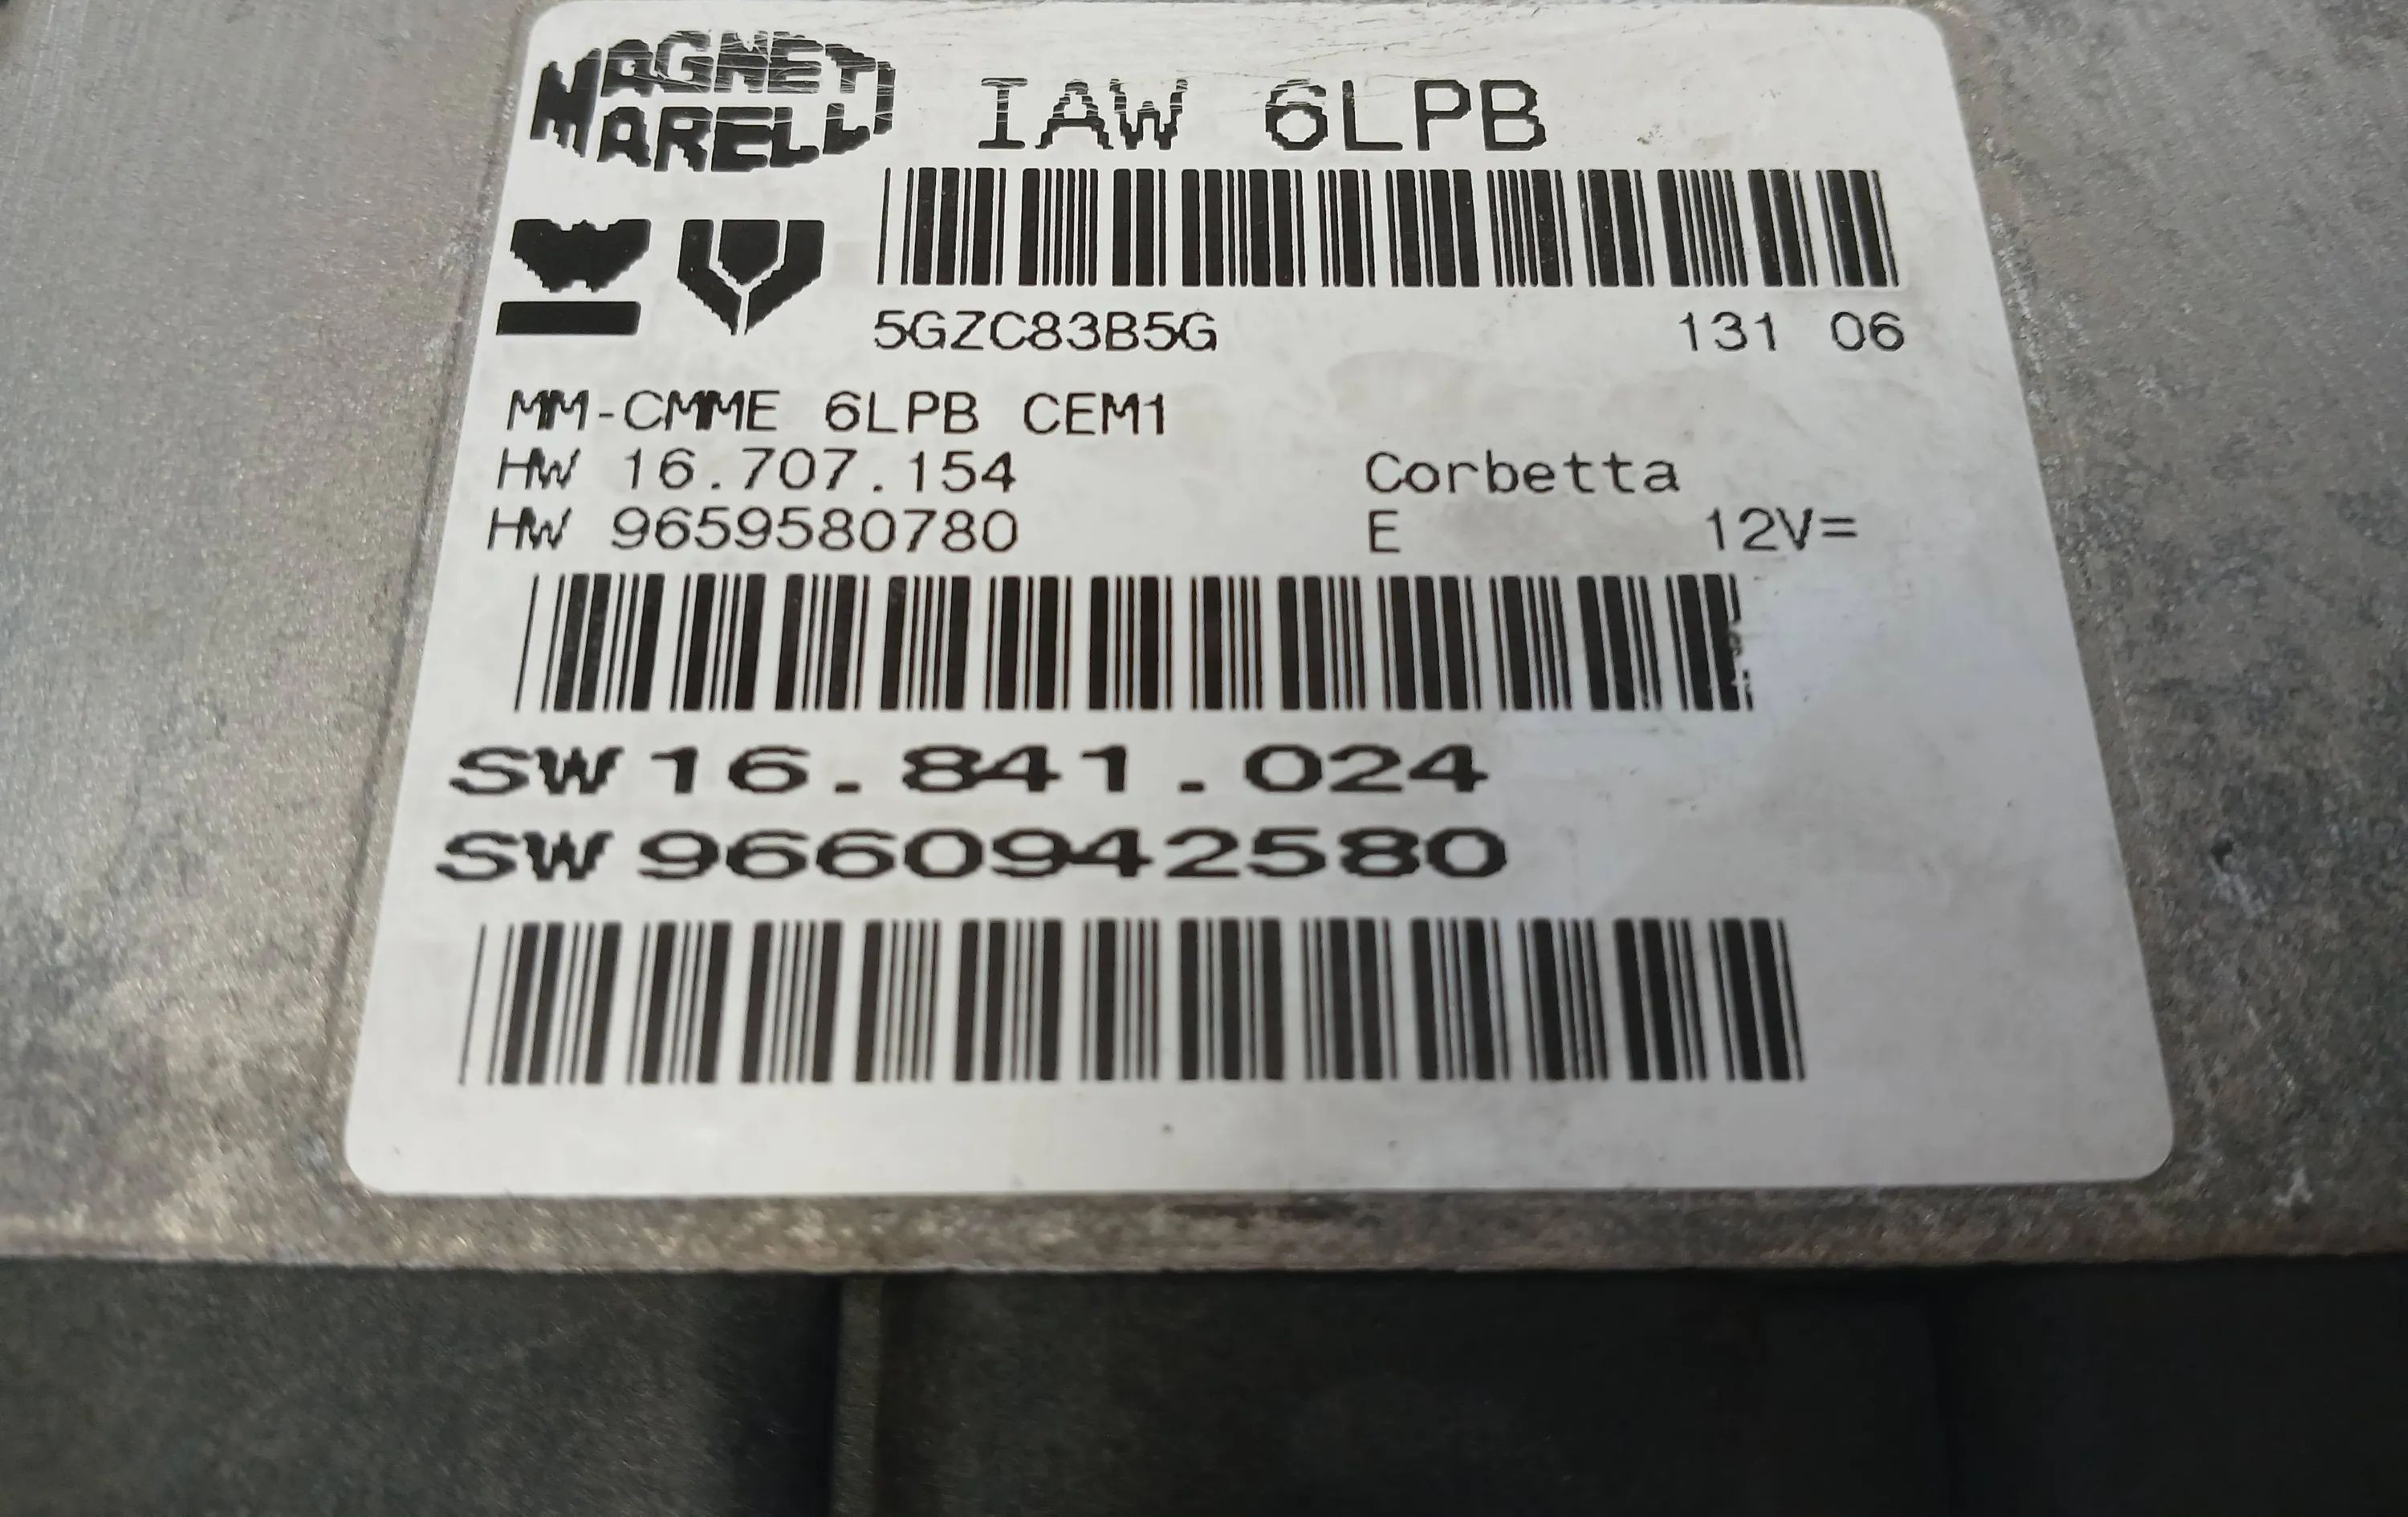 MAGNETI
MARELLI
IAW 6LPB
5GZC83B5G 131 06
MM-CMME 6LPB CEM1
HW 16.707.154 Corbetta
HW 9659580780 E 12V=
SW 16.841.024
SW 9660942580